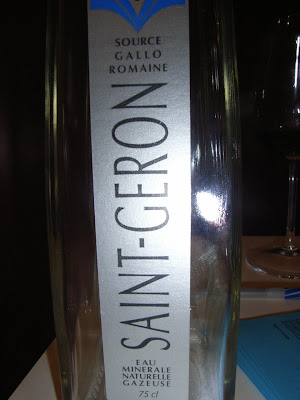 SOURCE
GALLO
ROMAINE
SAINT-GERON
EAU
MINERALE
NATURELLE
GAZEUSE
75 cl